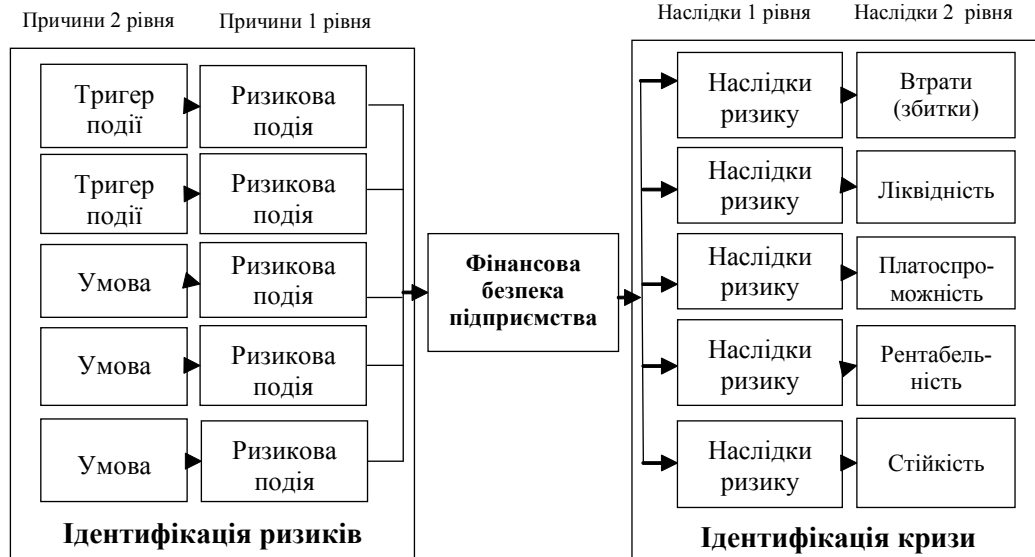 Причини 2 рівня
Причини 1 рівня
Наслідки 1 рівня
Наслідки 2 рівня
Тригер
події
Ризикова
подія
Тригер
події
Ризикова
подія
Умова
Ризикова
подія
Умова
Ризикова
подія
Умова
Ризикова
подія
Ідентифікація ризиків
Фінансова
безпека
підприємства
Наслідки
ризику
Втрати
(збитки)
Наслідки
ризику
Ліквідність
Наслідки
ризику
Платоспро-
можність
Наслідки
ризику
Рентабель-
ність
Наслідки
ризику
Стійкість
Ідентифікація кризи